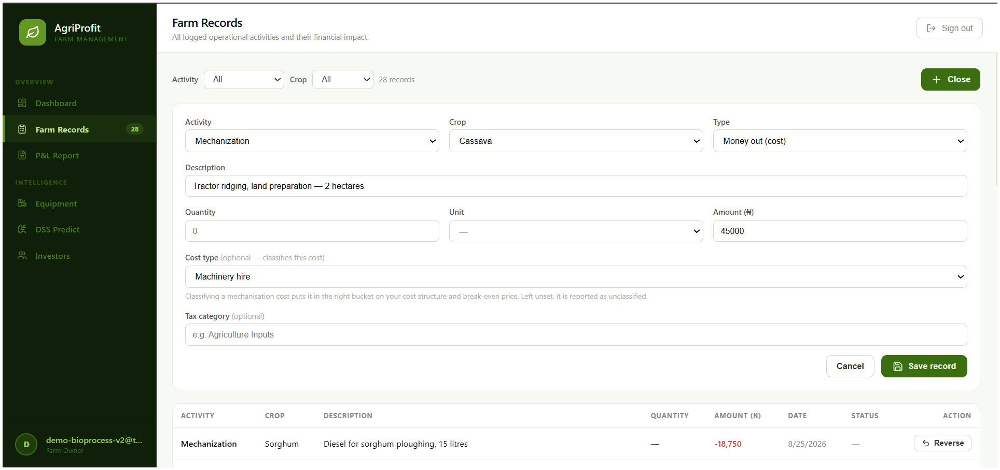 AgriProfit
FARM MANAGEMENT
OVERVIEW
Dashboard
Farm Records 28
P&L Report
INTELLIGENCE
Equipment
DSS Predict
Investors
D
demo-bioprocess-v2@t...
Farm Owner
Farm Records
All logged operational activities and their financial impact.
Sign out
Activity All Crop All 28 records
+ Close
Activity Crop Type
Mechanization Cassava Money out (cost)
Description
Tractor ridging, land preparation — 2 hectares
Quantity Unit Amount (₦)
0 — 45000
Cost type (optional — classifies this cost)
Machinery hire
Classifying a mechanisation cost puts it in the right bucket on your cost structure and break-even price. Left unset, it is reported as unclassified.
Tax category (optional)
e.g. Agriculture Inputs
Cancel Save record
ACTIVITY CROP DESCRIPTION QUANTITY AMOUNT (₦) DATE STATUS ACTION
Mechanization Sorghum Diesel for sorghum ploughing, 15 litres — -18,750 8/25/2026 — Reverse